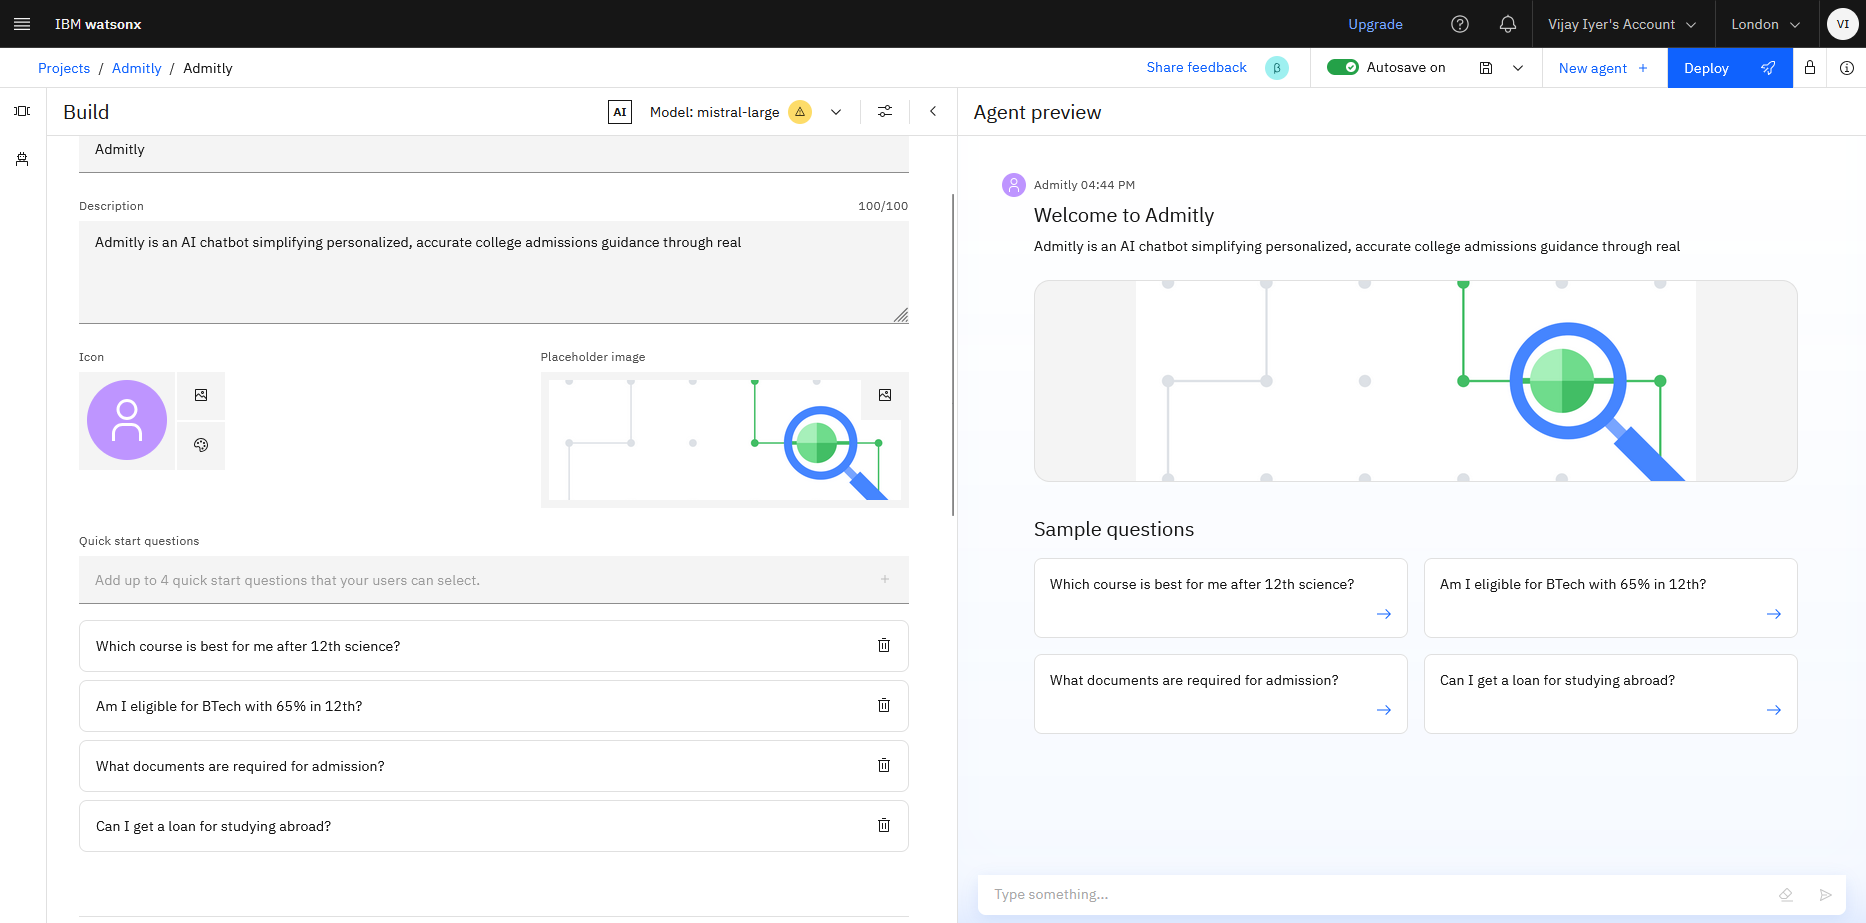 IBM watsonx
Upgrade
Vijay Iyer's Account
London
VI
Projects / Admitly / Admitly
Share feedback
β
Autosave on
New agent +
Deploy
Build
AI
Model: mistral-large
Agent preview
Admitly
Description
100/100
Admitly is an AI chatbot simplifying personalized, accurate college admissions guidance through real
Icon
Placeholder image
Quick start questions
Add up to 4 quick start questions that your users can select.
Which course is best for me after 12th science?
Am I eligible for BTech with 65% in 12th?
What documents are required for admission?
Can I get a loan for studying abroad?
Admitly 04:44 PM
Welcome to Admitly
Admitly is an AI chatbot simplifying personalized, accurate college admissions guidance through real
Sample questions
Which course is best for me after 12th science?
Am I eligible for BTech with 65% in 12th?
What documents are required for admission?
Can I get a loan for studying abroad?
Type something...